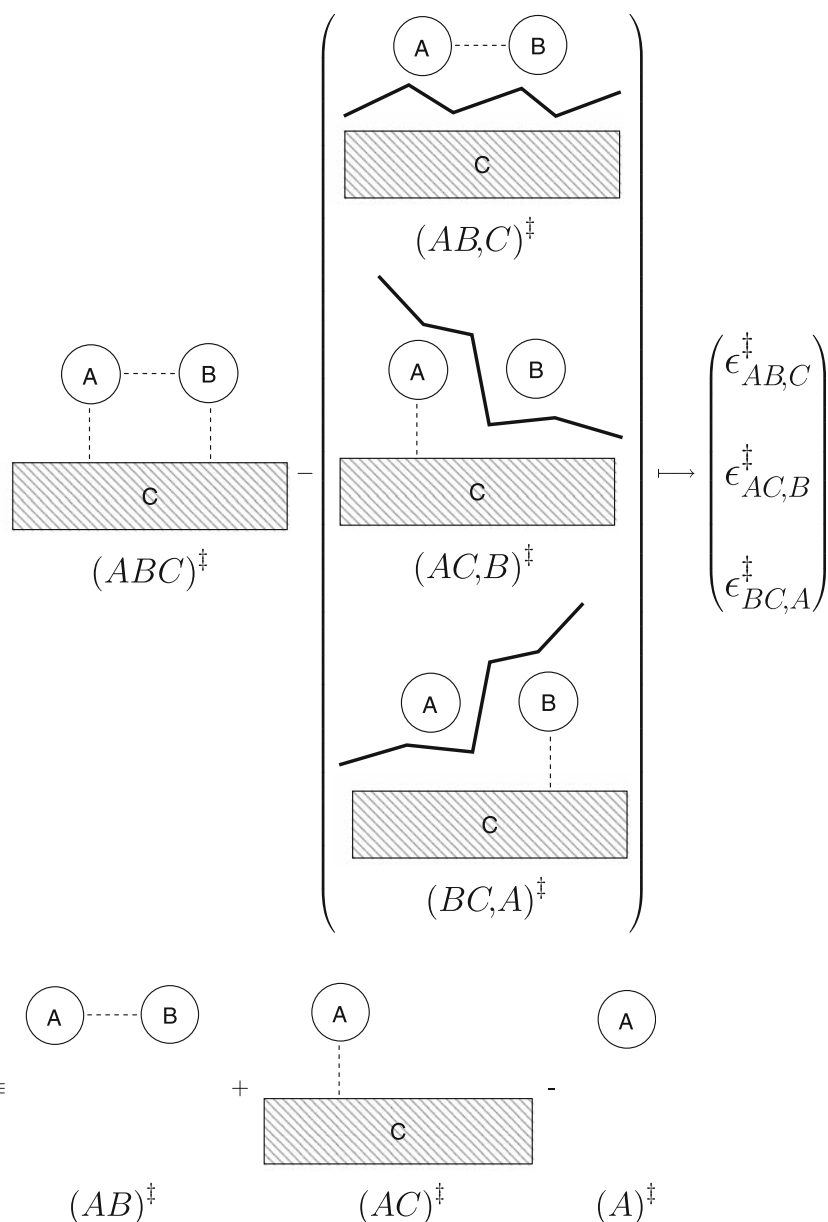 A B
C
(AB,C)‡
A B
C
(ABC)‡
−
A B
C
(AC,B)‡
⟼
ϵ‡AB,C
ϵ‡AC,B
ϵ‡BC,A
A B
C
(BC,A)‡
A B
+
A
C
-
A
(AB)‡
(AC)‡
(A)‡